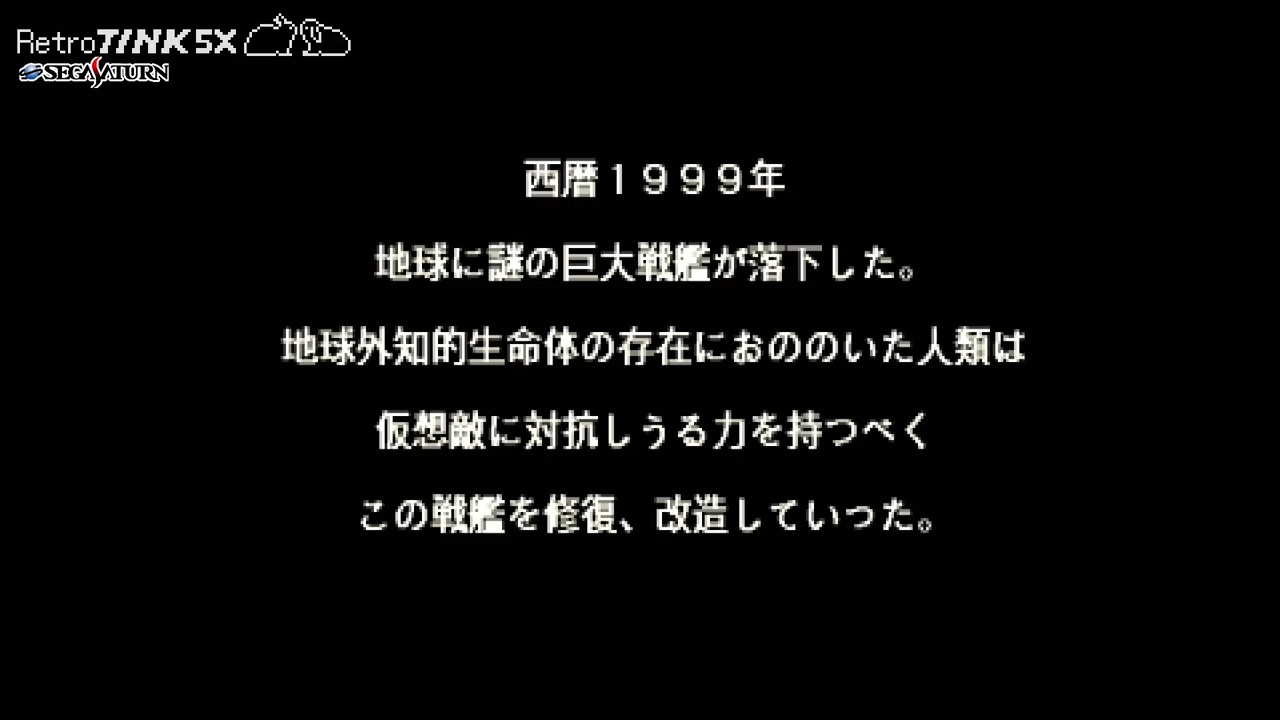 RetroTINK 5X
SEGA SATURN
西暦１９９９年
地球に謎の巨大戦艦が落下した。
地球外知的生命体の存在におののいた人類は
仮想敵に対抗しうる力を持つべく
この戦艦を修復、改造していった。